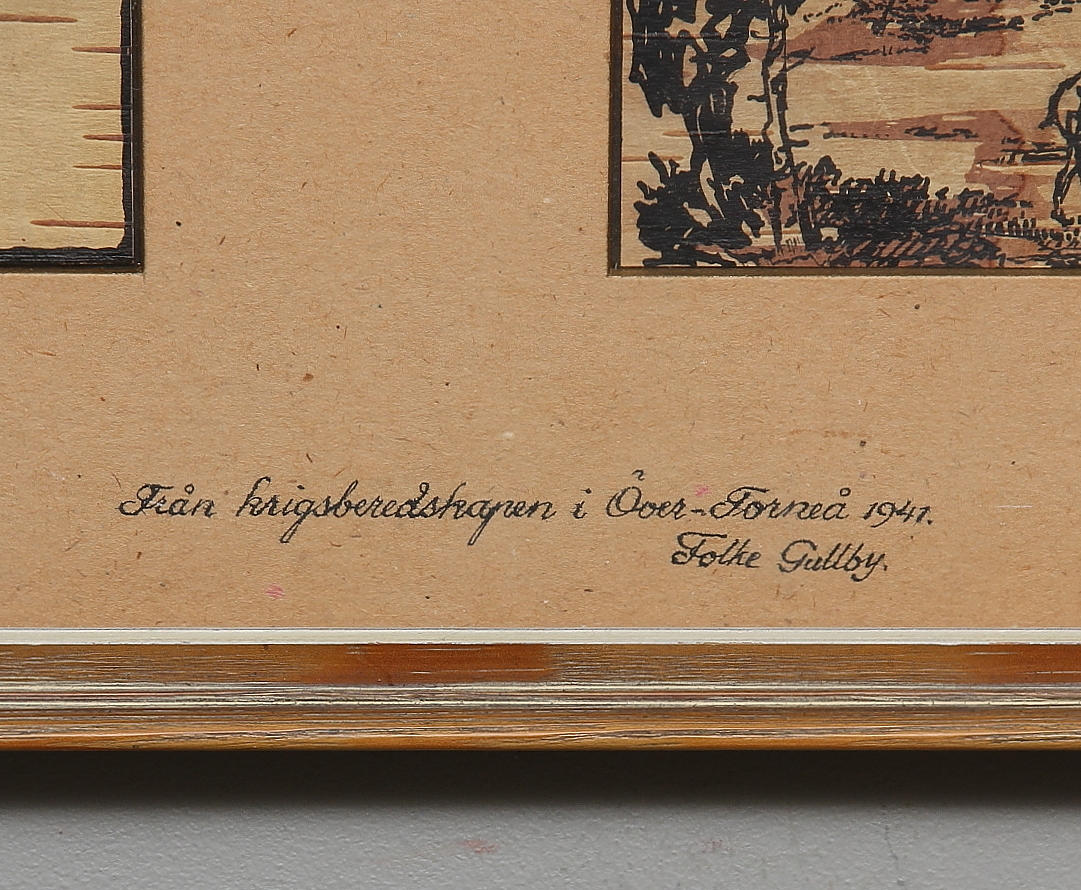 Från krigsberedskapen i Över-Torneå 1941.
Folke Gullby.